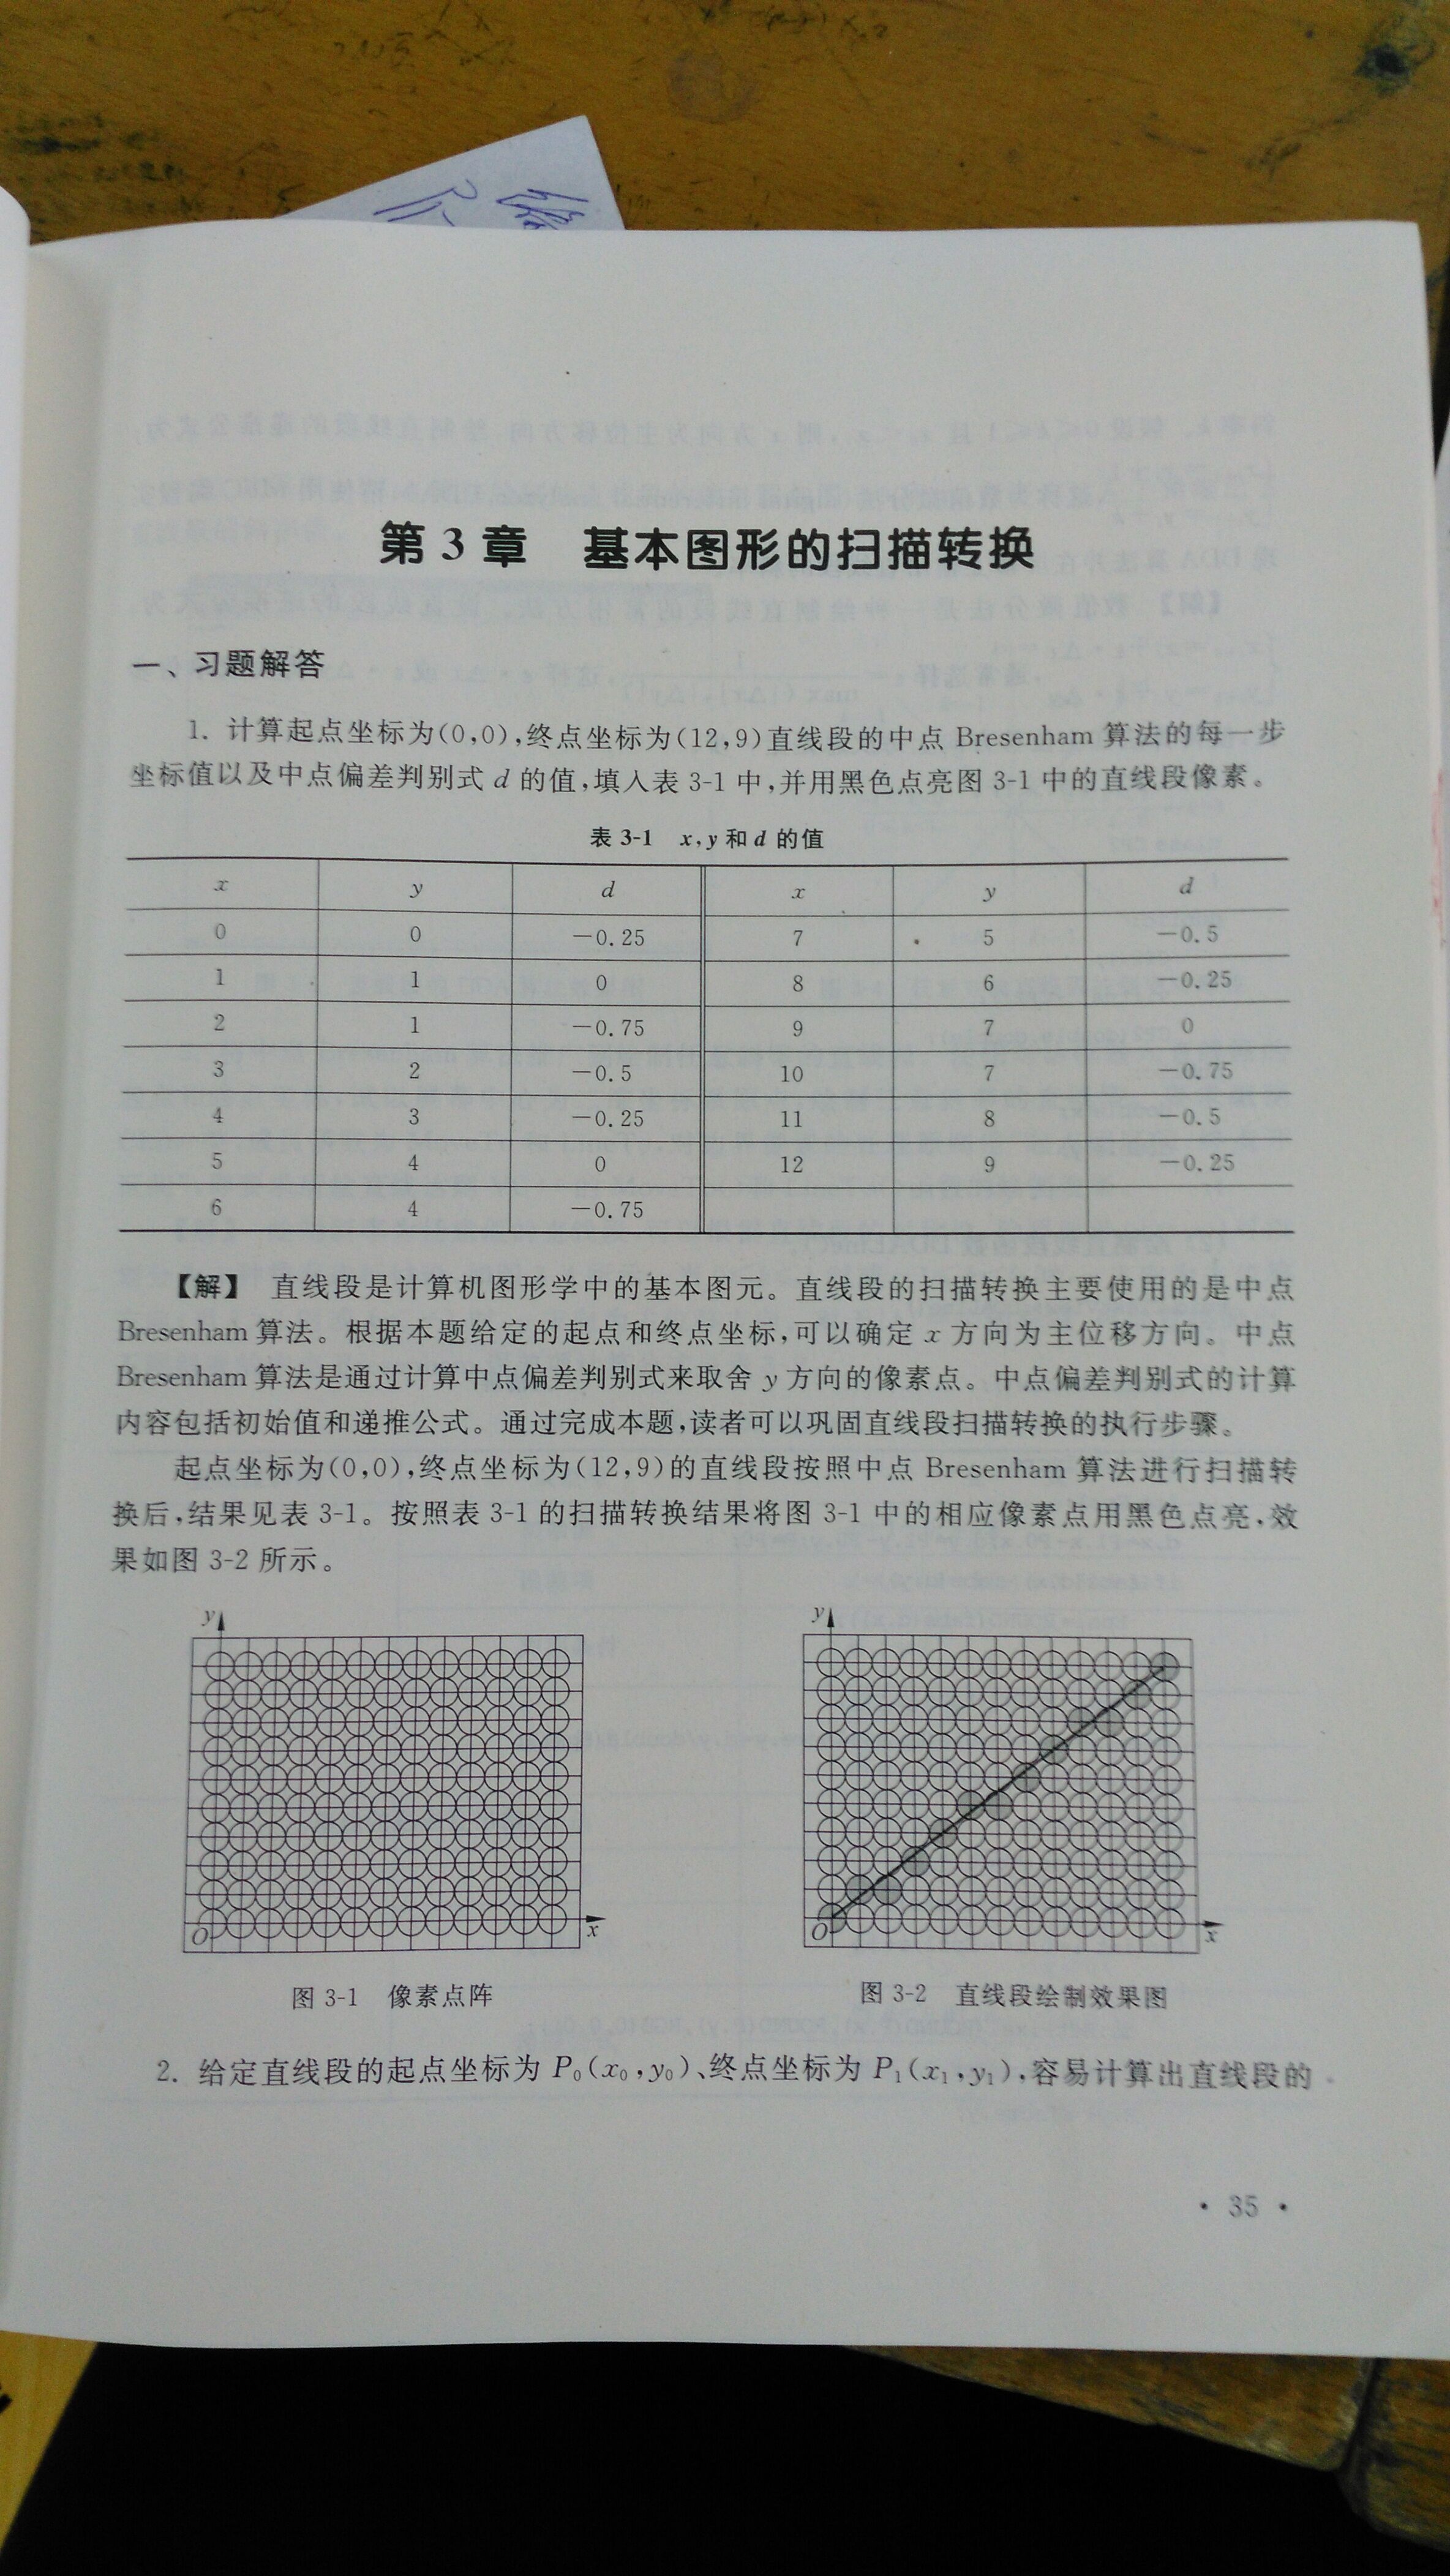 第 3 章 基本图形的扫描转换
一、习题解答
1. 计算起点坐标为(0,0),终点坐标为(12,9)直线段的中点 Bresenham 算法的每一步
坐标值以及中点偏差判别式 d 的值,填入表 3-1 中,并用黑色点亮图 3-1 中的直线段像素。
表 3-1 x,y 和 d 的值
x y d x y d
0 0 −0.25 7 5 −0.5
1 1 0 8 6 −0.25
2 1 −0.75 9 7 0
3 2 −0.5 10 7 −0.75
4 3 −0.25 11 8 −0.5
5 4 0 12 9 −0.25
6 4 −0.75
【解】 直线段是计算机图形学中的基本图元。直线段的扫描转换主要使用的是中点
Bresenham 算法。根据本题给定的起点和终点坐标,可以确定 x 方向为主位移方向。中点
Bresenham 算法是通过计算中点偏差判别式来取舍 y 方向的像素点。中点偏差判别式的计算
内容包括初始值和递推公式。通过完成本题,读者可以巩固直线段扫描转换的执行步骤。
起点坐标为(0,0),终点坐标为(12,9)的直线段按照中点 Bresenham 算法进行扫描转
换后,结果见表 3-1。按照表 3-1 的扫描转换结果将图 3-1 中的相应像素点用黑色点亮,效
果如图 3-2 所示。
y
O
x
y
O
x
图 3-1 像素点阵
图 3-2 直线段绘制效果图
2. 给定直线段的起点坐标为 P₀(x₀,y₀)、终点坐标为 P₁(x₁,y₁),容易计算出直线段的
• 35 •